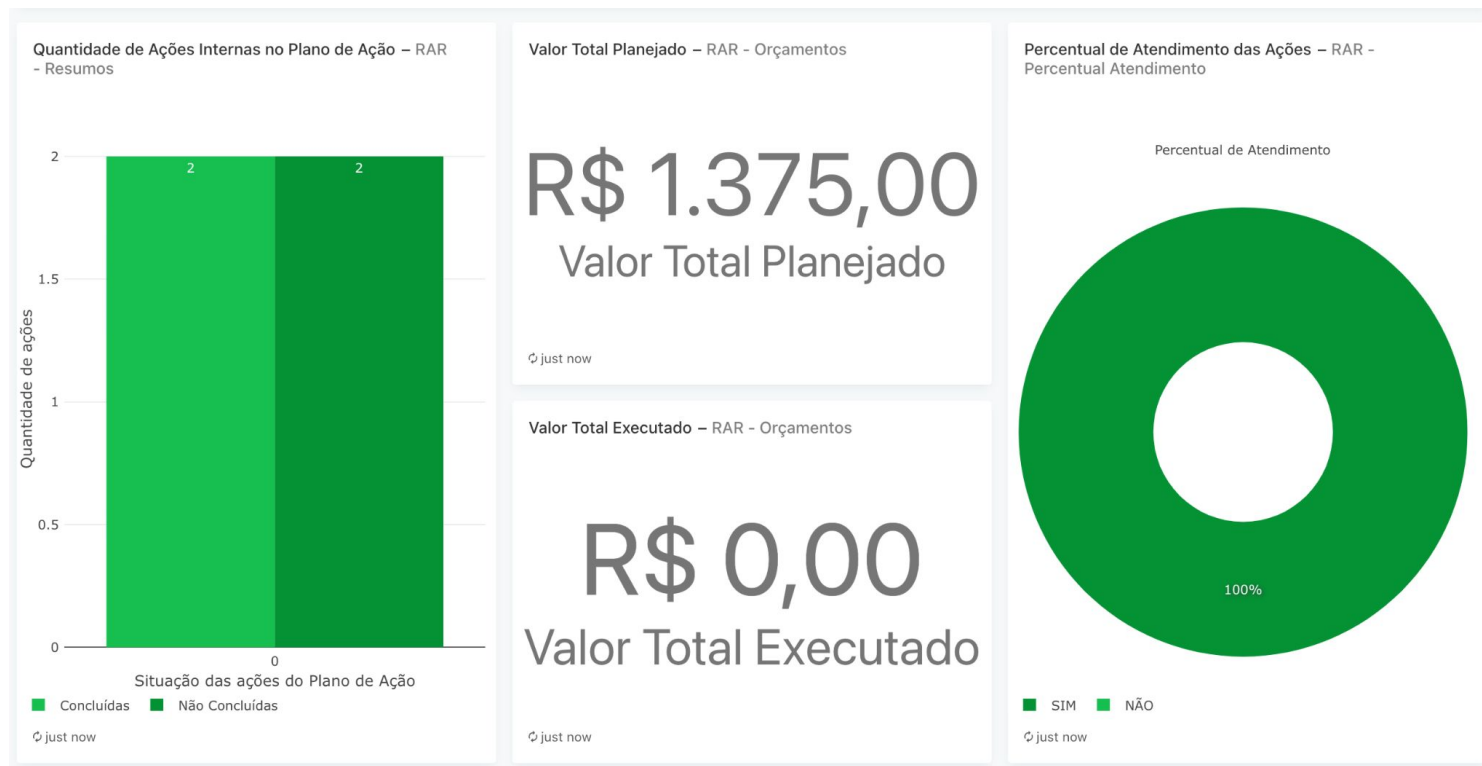 Quantidade de Ações Internas no Plano de Ação – RAR
- Resumos
2
1.5
1
0.5
0
Quantidade de ações
2
2
0
Situação das ações do Plano de Ação
Concluídas
Não Concluídas
just now
Valor Total Planejado – RAR - Orçamentos
R$ 1.375,00
Valor Total Planejado
just now
Valor Total Executado – RAR - Orçamentos
R$ 0,00
Valor Total Executado
just now
Percentual de Atendimento das Ações – RAR -
Percentual Atendimento
Percentual de Atendimento
100%
SIM
NÃO
just now